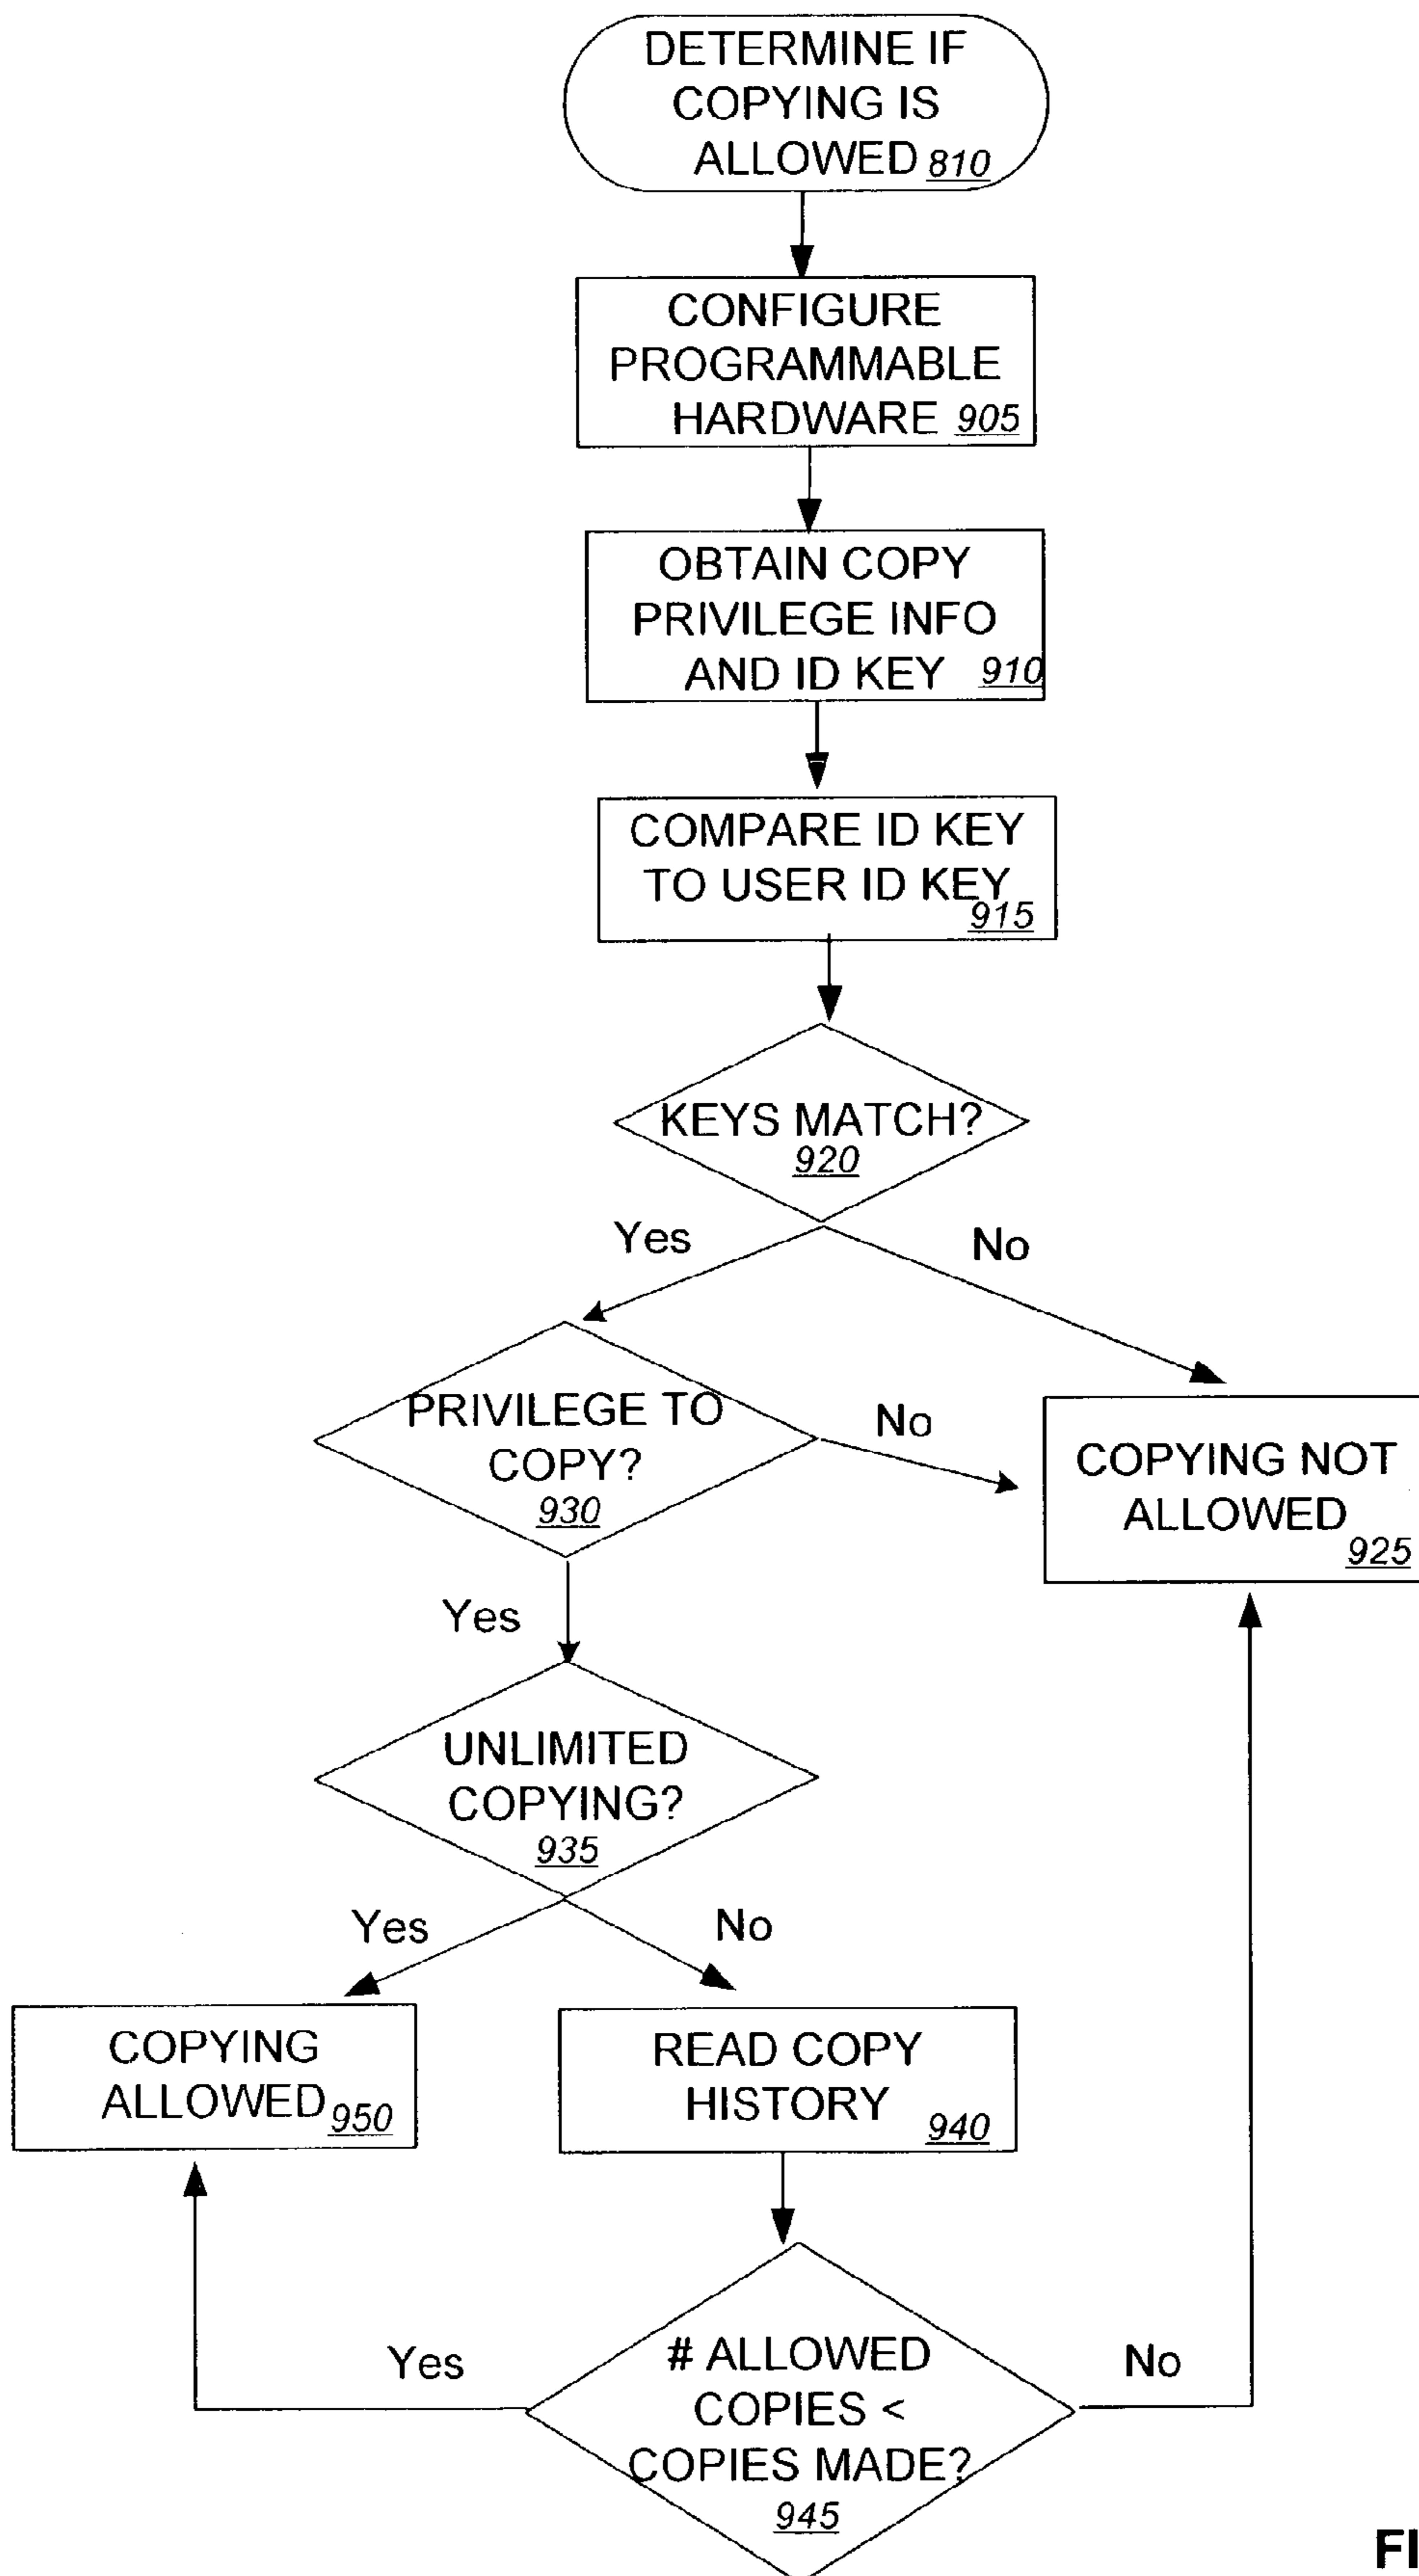 DETERMINE IF
COPYING IS
ALLOWED 810
CONFIGURE
PROGRAMMABLE
HARDWARE 905
OBTAIN COPY
PRIVILEGE INFO
AND ID KEY 910
COMPARE ID KEY
TO USER ID KEY
915
KEYS MATCH?
920
Yes
No
PRIVILEGE TO
COPY?
930
No
COPYING NOT
ALLOWED
925
Yes
UNLIMITED
COPYING?
935
Yes
No
COPYING
ALLOWED 950
READ COPY
HISTORY 940
Yes
# ALLOWED
COPIES <
COPIES MADE?
945
No
FI